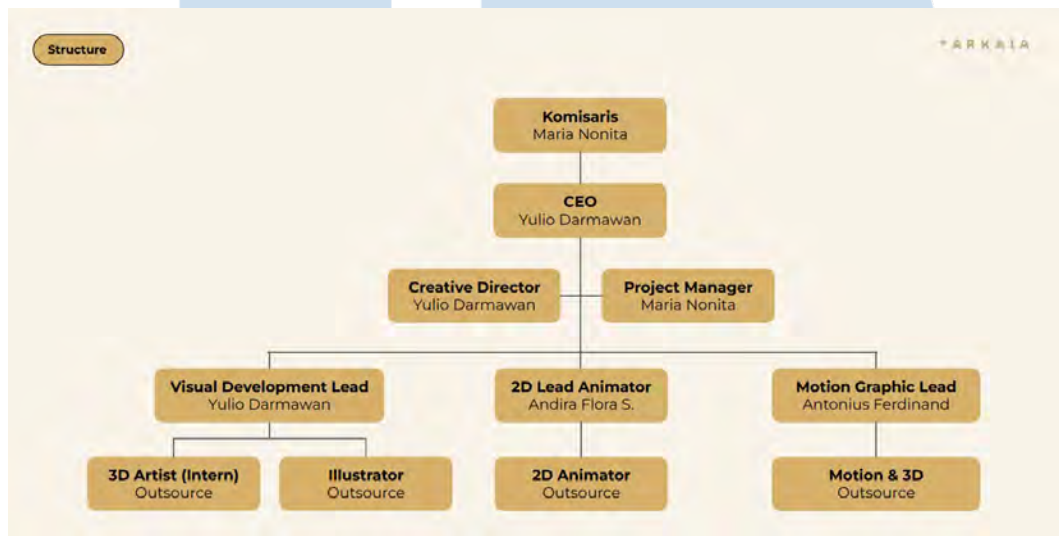 Structure
ARKAIA
Komisaris
Maria Nonita
CEO
Yulio Darmawan
Creative Director
Yulio Darmawan
Project Manager
Maria Nonita
Visual Development Lead
Yulio Darmawan
2D Lead Animator
Andira Flora S.
Motion Graphic Lead
Antonius Ferdinand
3D Artist (Intern)
Outsource
Illustrator
Outsource
2D Animator
Outsource
Motion & 3D
Outsource